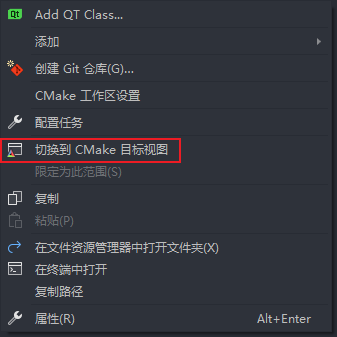 Qt Add QT Class...
添加
创建 Git 仓库(G)...
CMake 工作区设置
配置任务
切换到 CMake 目标视图
限定为此范围(S)
复制
粘贴(P)
在文件资源管理器中打开文件夹(X)
在终端中打开
复制路径
属性(R) Alt+Enter